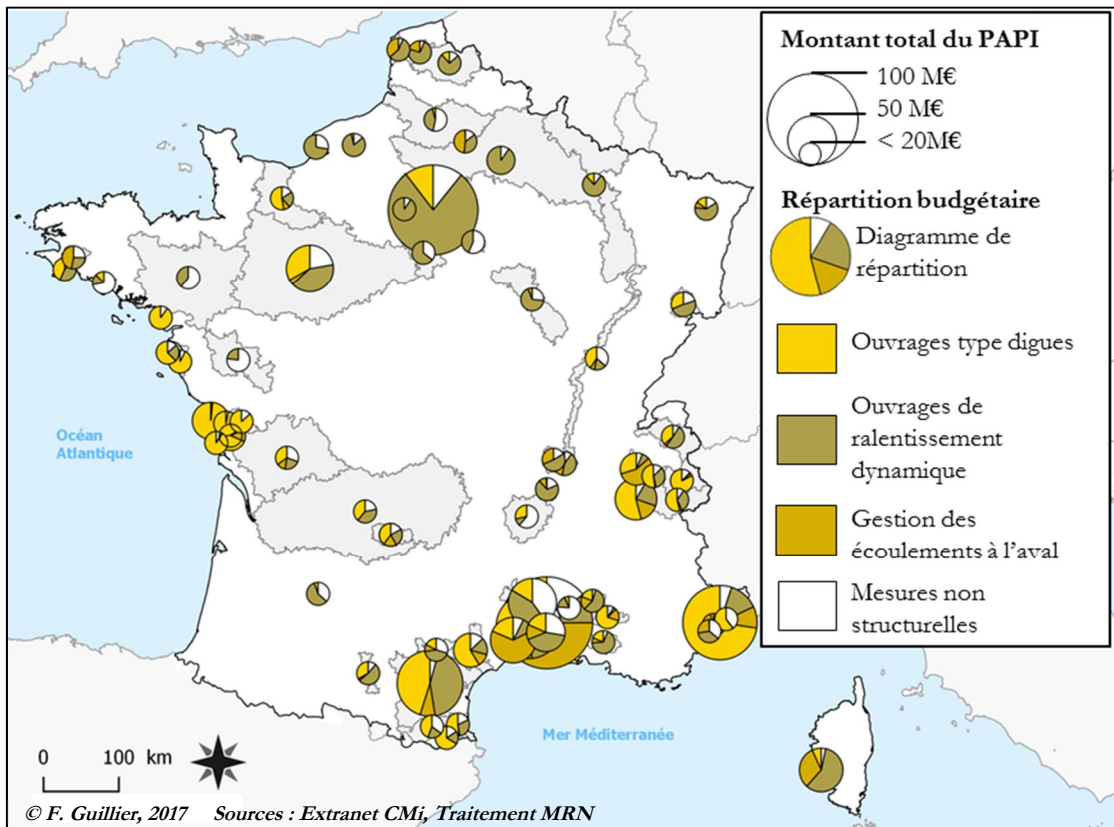 Montant total du PAPI
100 M€
50 M€
< 20M€
Répartition budgétaire
Diagramme de
répartition
Ouvrages type digues
Ouvrages de
ralentissement
dynamique
Gestion des
écoulements à l'aval
Mesures non
structurelles
Océan
Atlantique
Mer Méditerranée
0 100 km
© F. Guillier, 2017 Sources : Extranet CMi, Traitement MRN